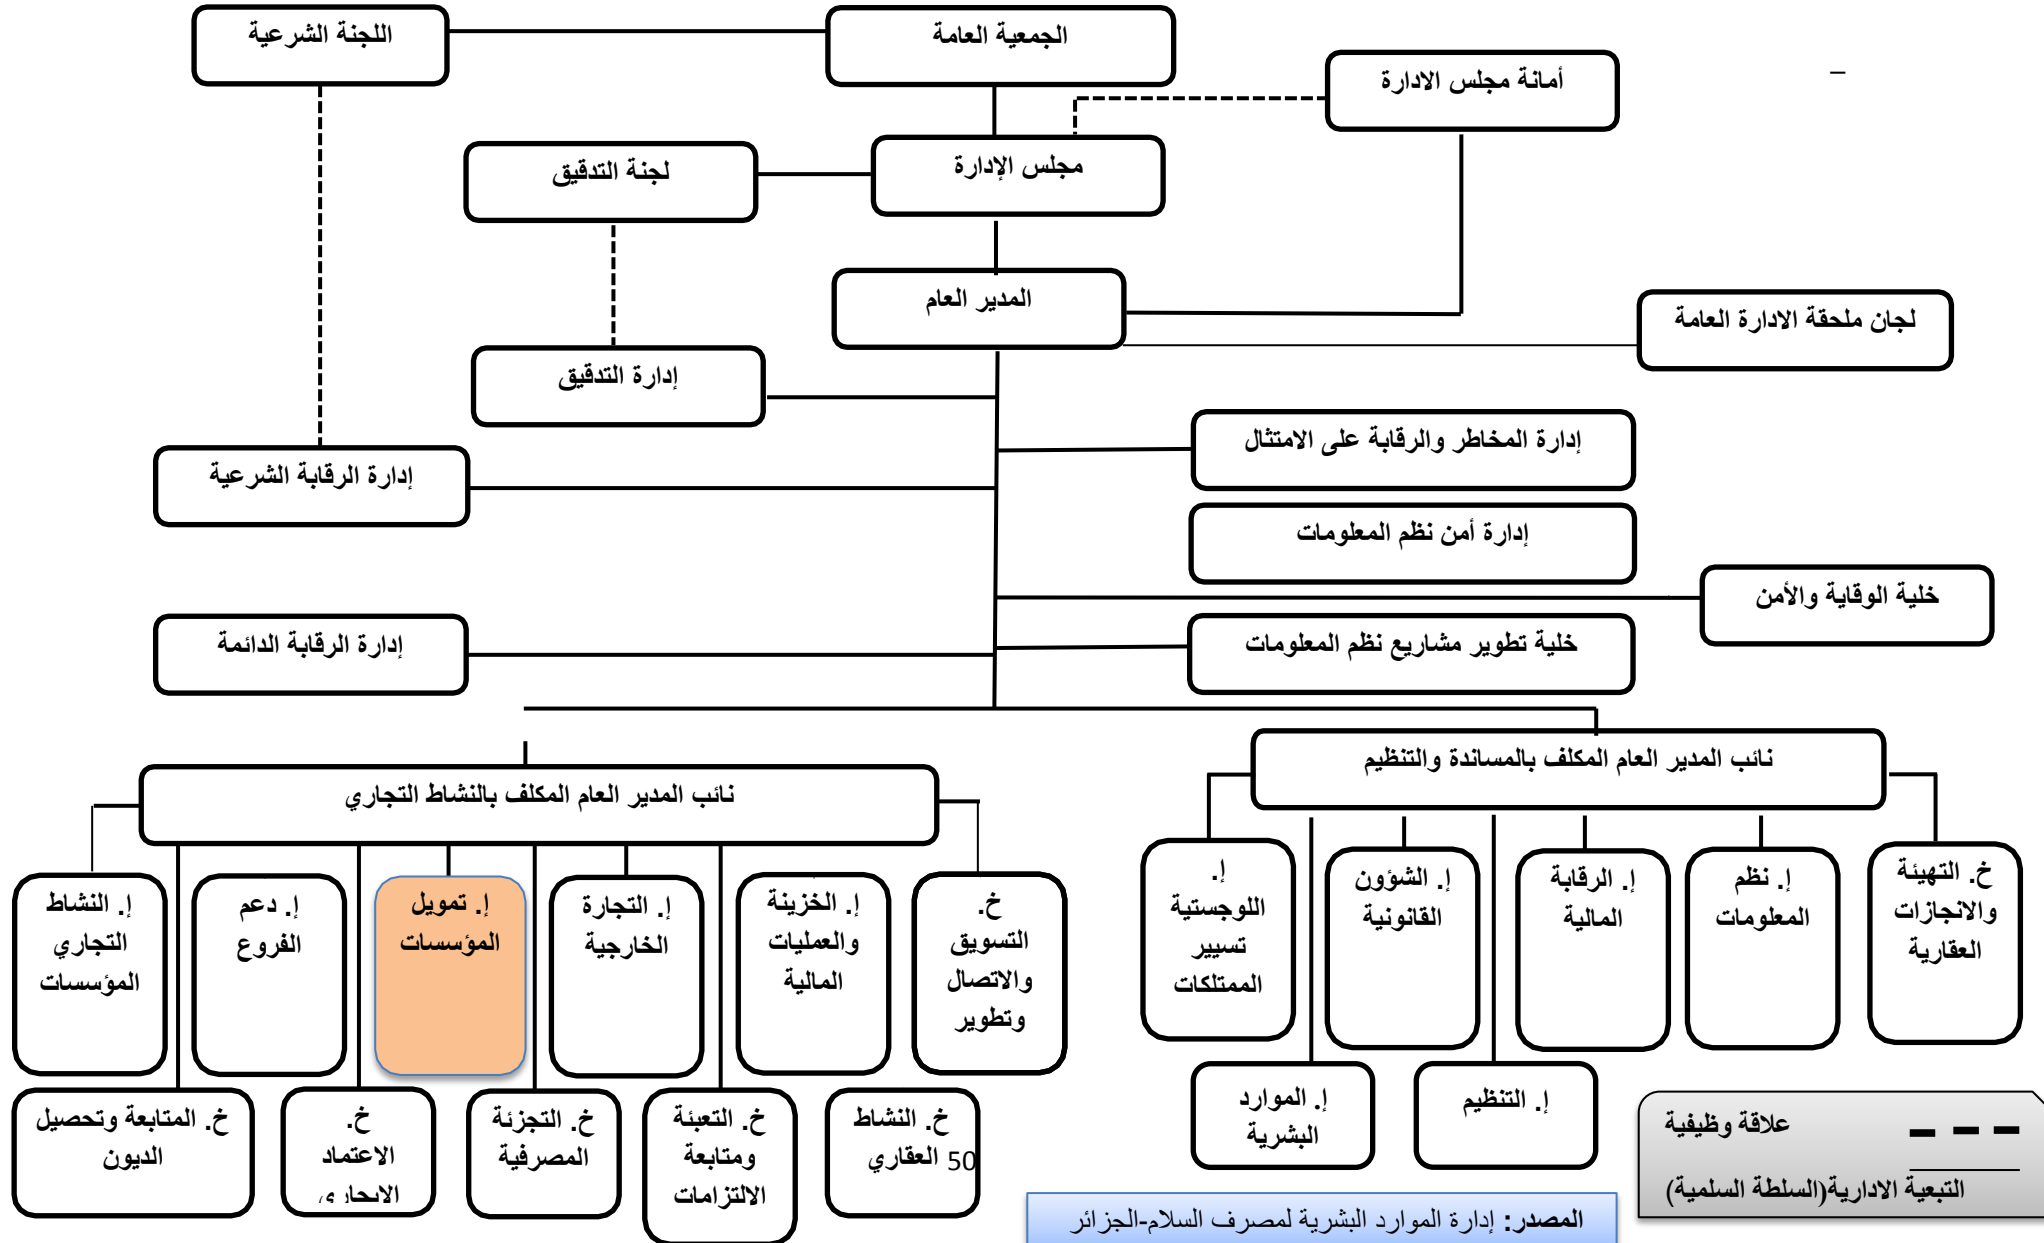 اللجنة الشرعية
الجمعية العامة
أمانة مجلس الادارة
لجنة التدقيق
مجلس الإدارة
المدير العام
لجان ملحقة الادارة العامة
إدارة التدقيق
إدارة المخاطر والرقابة على الامتثال
إدارة الرقابة الشرعية
إدارة أمن نظم المعلومات
خلية الوقاية والأمن
إدارة الرقابة الدائمة
خلية تطوير مشاريع نظم المعلومات
نائب المدير العام المكلف بالمساندة والتنظيم
نائب المدير العام المكلف بالنشاط التجاري
خ. التهيئة
والانجازات
العقارية
إ. نظم
المعلومات
إ. الرقابة
المالية
إ. الشؤون
القانونية
إ.
اللوجستية
تسيير
الممتلكات
خ.
التسويق
والاتصال
وتطوير
إ. الخزينة
والعمليات
المالية
إ. التجارة
الخارجية
إ. تمويل
المؤسسات
إ. دعم
الفروع
إ. النشاط
التجاري
المؤسسات
إ. التنظيم
إ. الموارد
البشرية
خ. النشاط
العقاري
50
خ. التعبئة
ومتابعة
الالتزامات
خ. التجزئة
المصرفية
خ.
الاعتماد
خ. المتابعة وتحصيل
الديون
علاقة وظيفية
التبعية الادارية(السلطة السلمية)
المصدر: إدارة الموارد البشرية لمصرف السلام-الجزائر